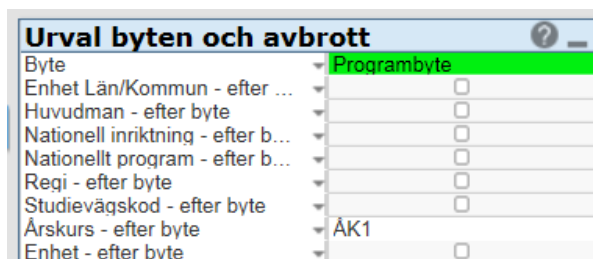 Urval byten och avbrott ?
Byte Programbyte
Enhet Län/Kommun - efter ...
Huvudman - efter byte
Nationell inriktning - efter b...
Nationellt program - efter b...
Regi - efter byte
Studievägskod - efter byte
Årskurs - efter byte ÅK1
Enhet - efter byte